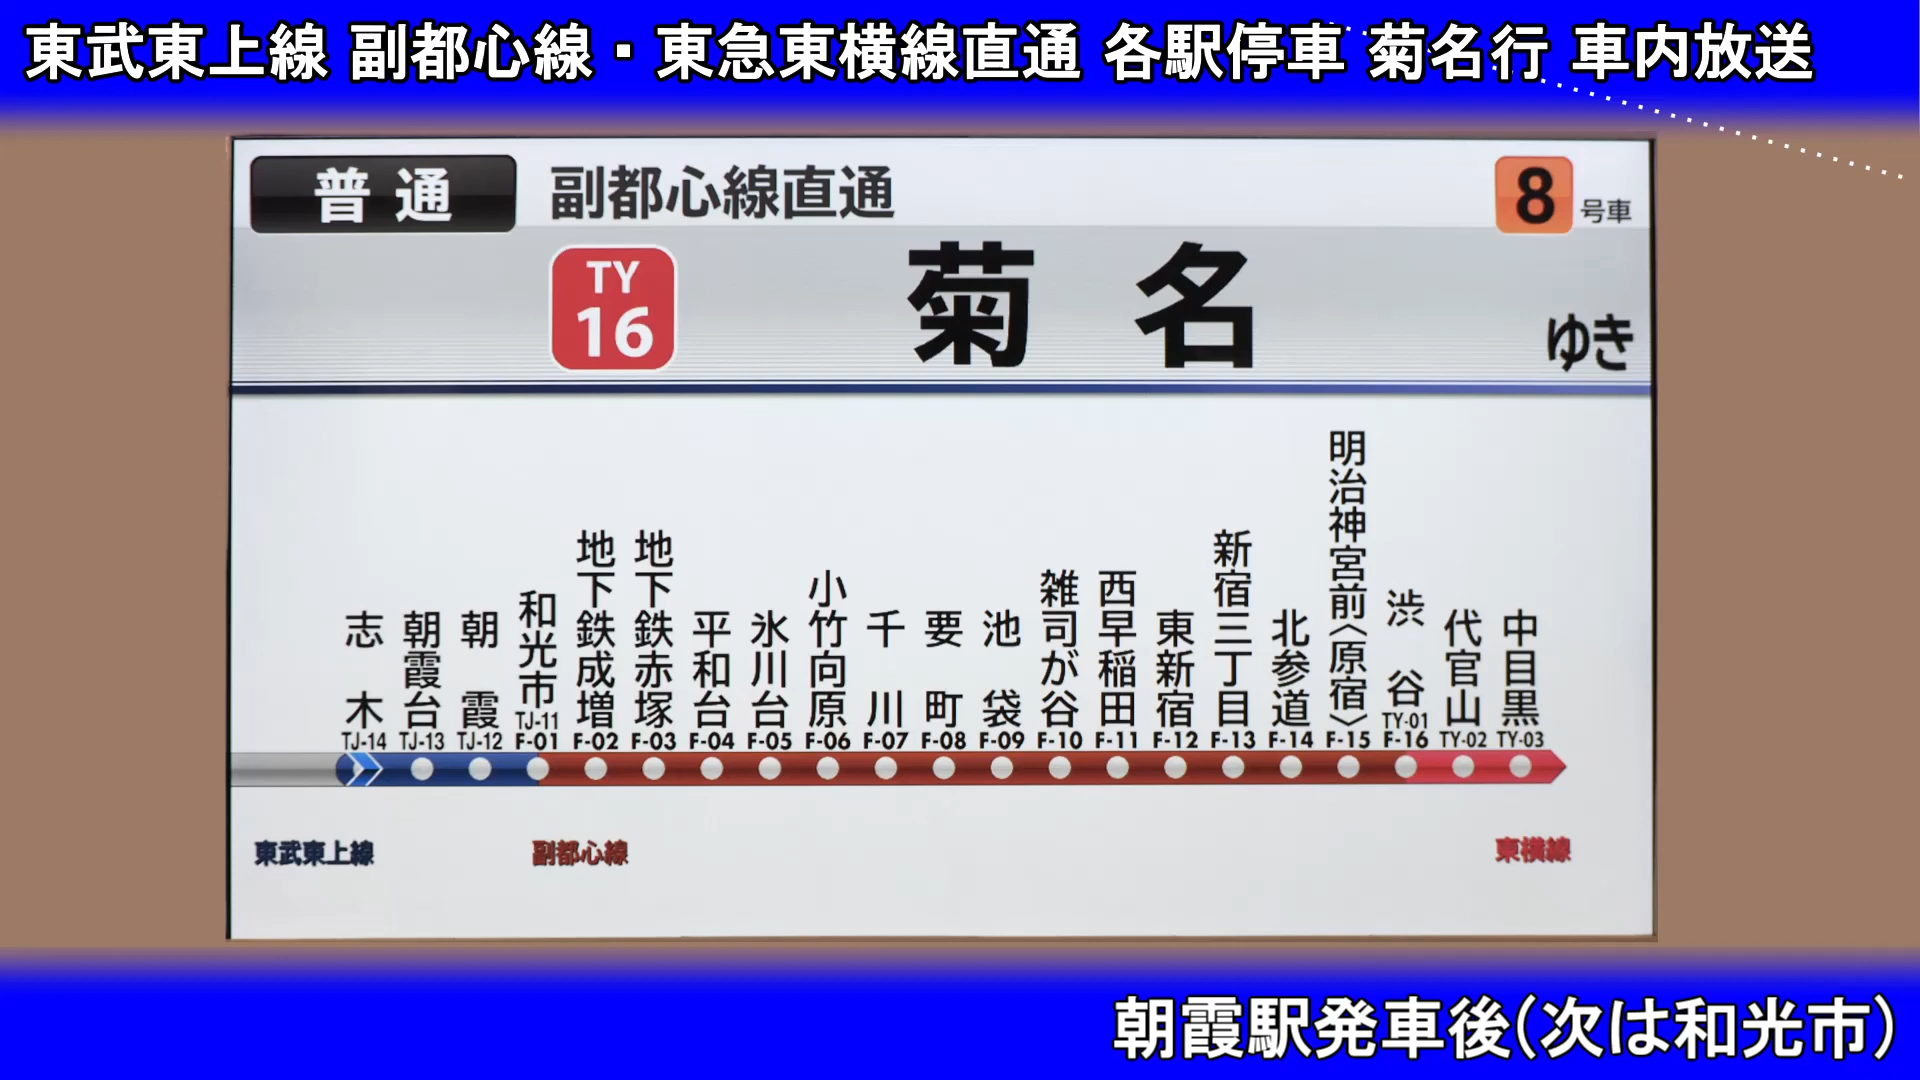 東武東上線 副都心線・東急東横線直通 各駅停車 菊名行 車内放送
普通
副都心線直通
8号車
TY
16
菊名
ゆき
志木
TJ-14
朝霞台
TJ-13
朝霞
TJ-12
和光市
TJ-11
F-01
地下鉄成増
F-02
地下鉄赤塚
F-03
平和台
F-04
氷川台
F-05
小竹向原
F-06
千川
F-07
要町
F-08
池袋
F-09
雑司が谷
F-10
西早稲田
F-11
東新宿
F-12
新宿三丁目
F-13
北参道
F-14
明治神宮前〈原宿〉
F-15
渋谷
TY-01
F-16
代官山
TY-02
中目黒
TY-03
東武東上線
副都心線
東横線
朝霞駅発車後(次は和光市)